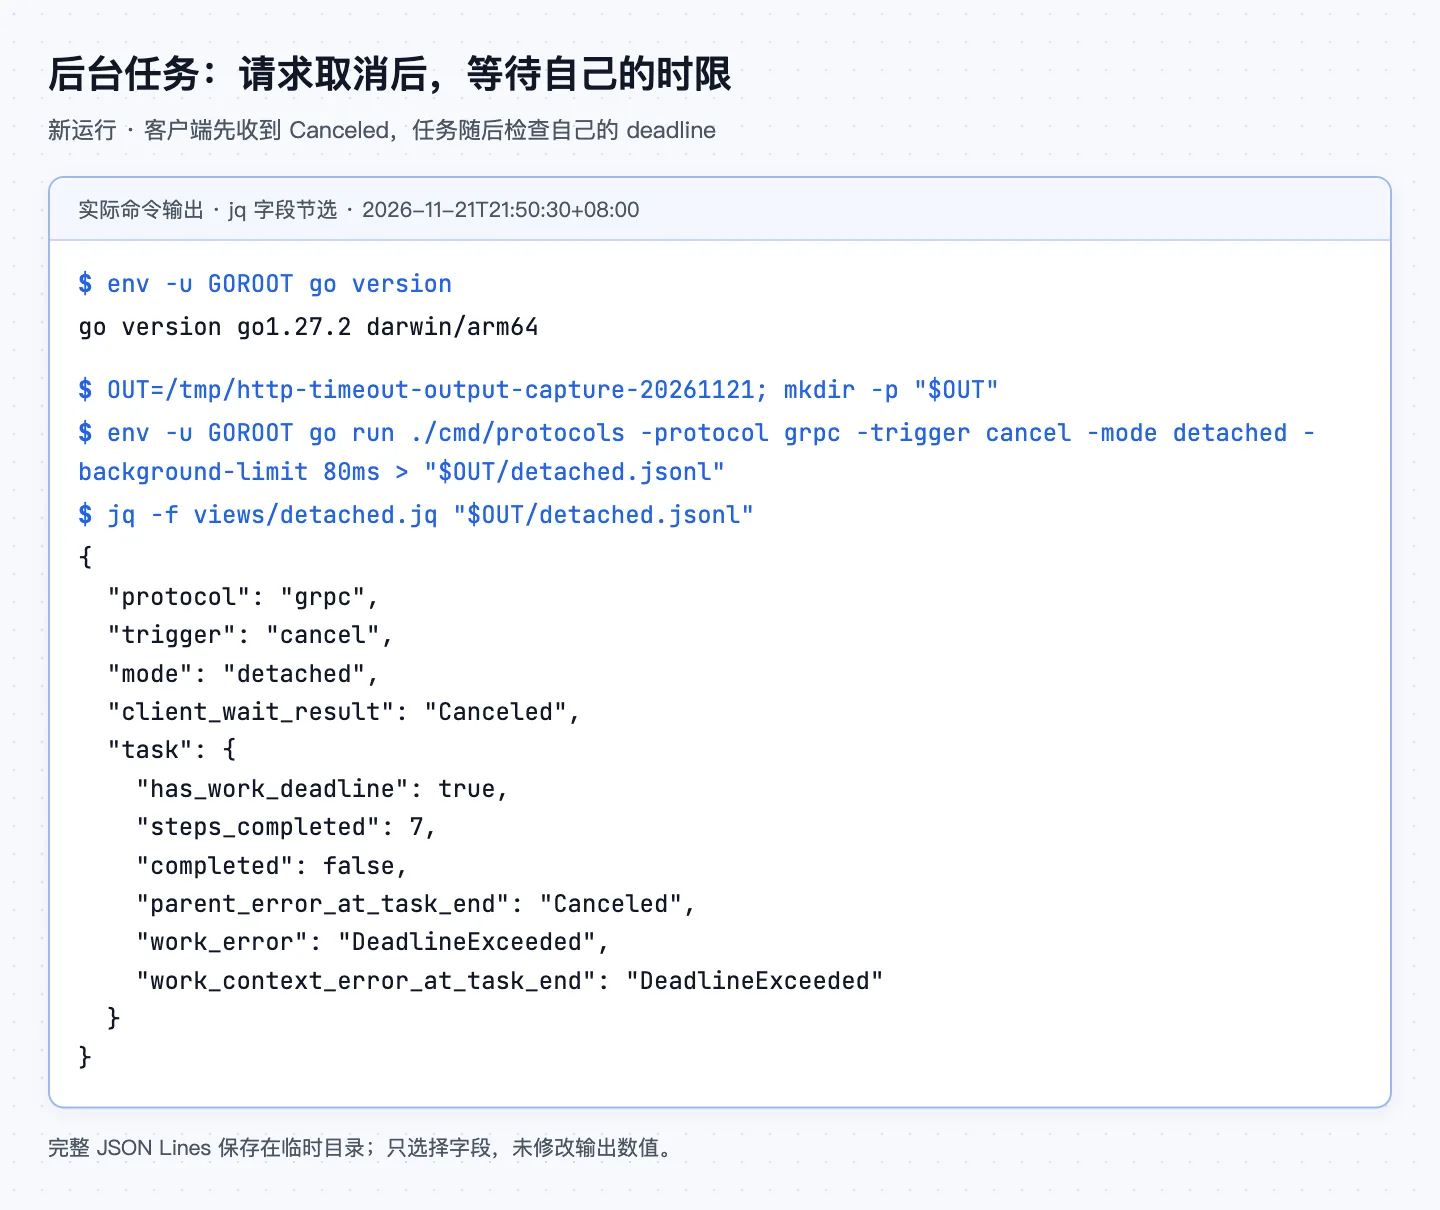 后台任务：请求取消后，等待自己的时限
新运行 · 客户端先收到 Canceled，任务随后检查自己的 deadline
实际命令输出 · jq 字段节选 · 2026-11-21T21:50:30+08:00
$ env -u GOROOT go version
go version go1.27.2 darwin/arm64
$ OUT=/tmp/http-timeout-output-capture-20261121; mkdir -p "$OUT"
$ env -u GOROOT go run ./cmd/protocols -protocol grpc -trigger cancel -mode detached -
background-limit 80ms > "$OUT/detached.jsonl"
$ jq -f views/detached.jq "$OUT/detached.jsonl"
{
  "protocol": "grpc",
  "trigger": "cancel",
  "mode": "detached",
  "client_wait_result": "Canceled",
  "task": {
    "has_work_deadline": true,
    "steps_completed": 7,
    "completed": false,
    "parent_error_at_task_end": "Canceled",
    "work_error": "DeadlineExceeded",
    "work_context_error_at_task_end": "DeadlineExceeded"
  }
}
完整 JSON Lines 保存在临时目录；只选择字段，未修改输出数值。